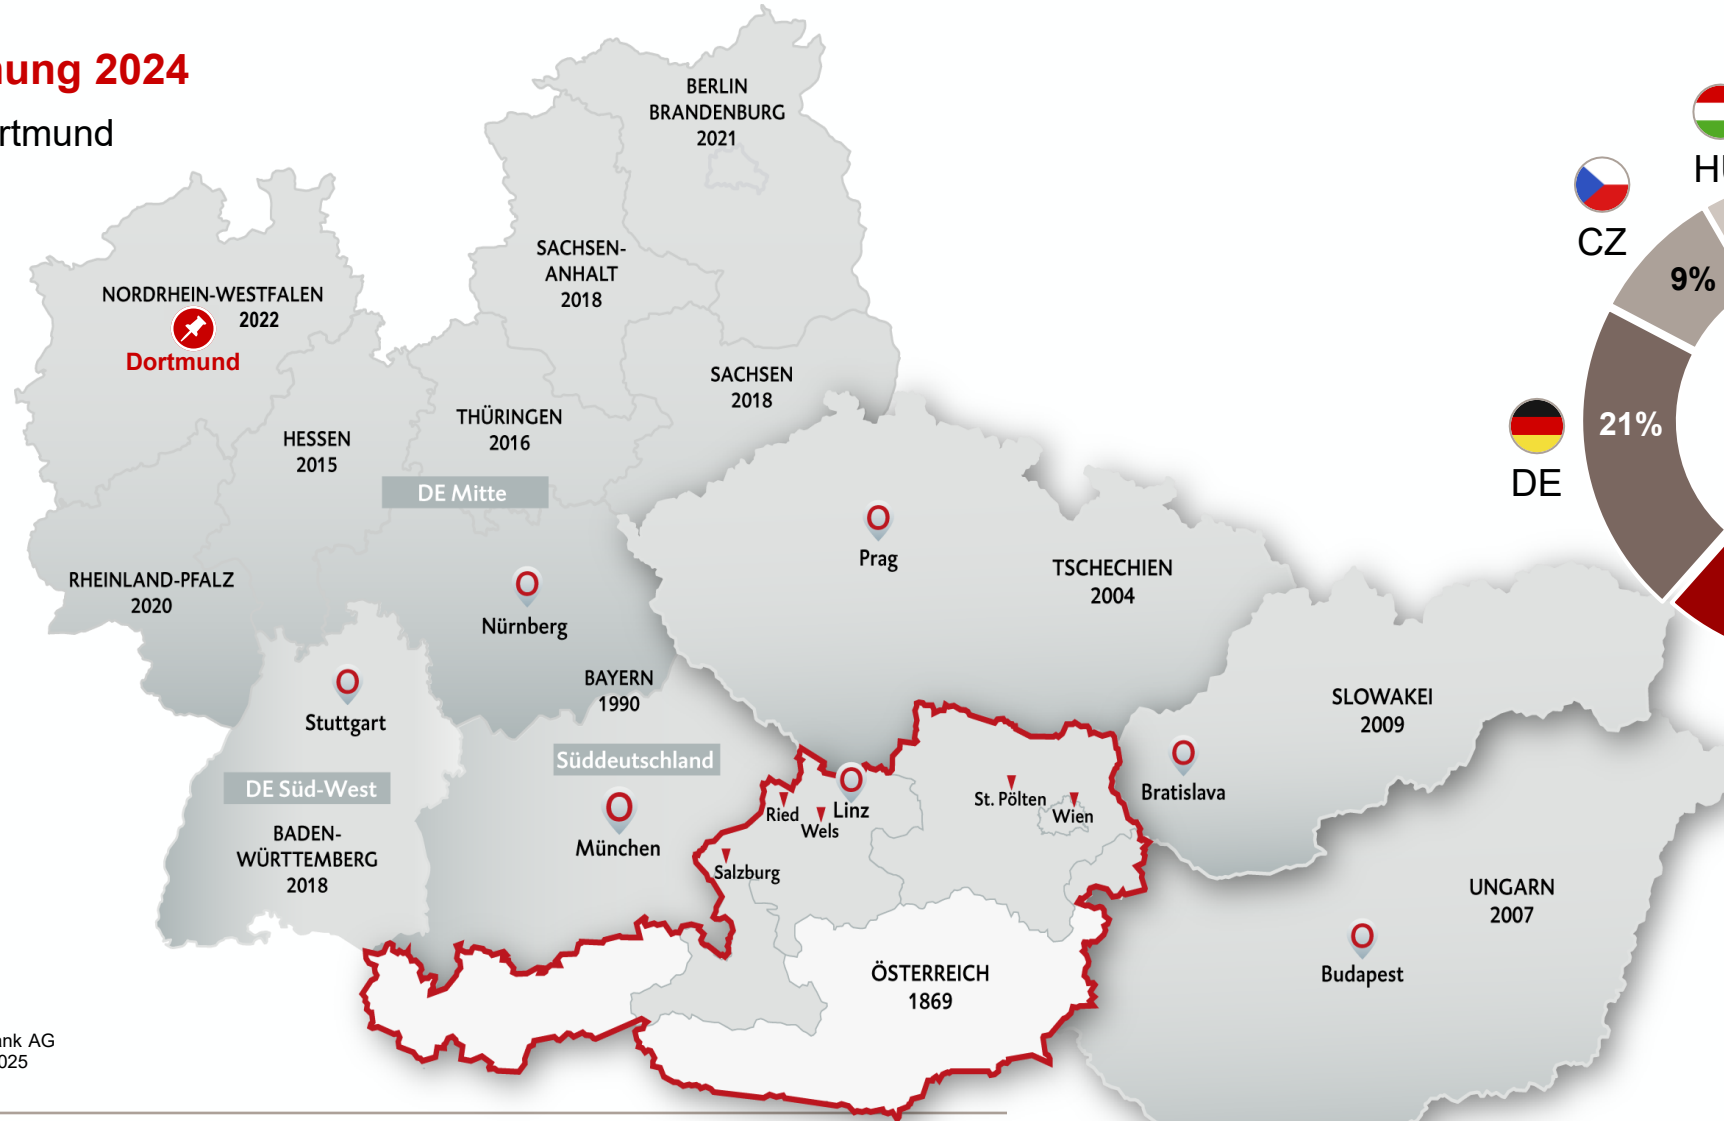 nung 2024
rtmund
BERLIN
BRANDENBURG
2021
SACHSEN-
ANHALT
2018
NORDRHEIN-WESTFALEN
2022
Dortmund
SACHSEN
2018
THÜRINGEN
2016
HESSEN
2015
DE Mitte
RHEINLAND-PFALZ
2020
Nürnberg
BAYERN
1990
Stuttgart
DE Süd-West
BADEN-
WÜRTTEMBERG
2018
Süddeutschland
München
Prag
TSCHECHIEN
2004
SLOWAKEI
2009
Bratislava
UNGARN
2007
Budapest
Ried
Wels
Linz
St. Pölten
Wien
Salzburg
ÖSTERREICH
1869
HU
CZ
9%
DE
21%
ank AG
025